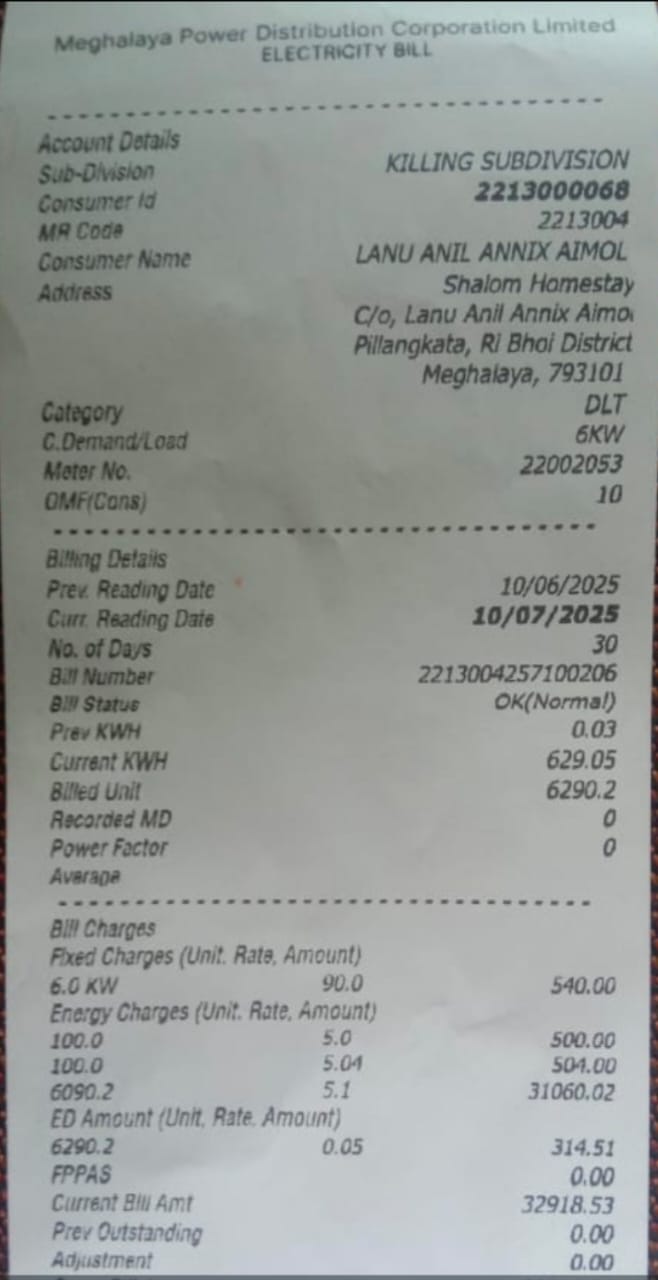 Meghalaya Power Distribution Corporation Limited
ELECTRICITY BILL
Account Details
Sub-Division KILLING SUBDIVISION
Consumer Id 2213000068
MR Code 2213004
Consumer Name LANU ANIL ANNIX AIMOL
Address Shalom Homestay
C/o, Lanu Anil Annix Aimol
Pillangkata, Ri Bhoi District
Meghalaya, 793101
Category DLT
C.Demand/Load 6KW
Meter No. 22002053
OMF(Cons) 10
Billing Details
Prev. Reading Date 10/06/2025
Curr. Reading Date 10/07/2025
No. of Days 30
Bill Number 2213004257100206
Bill Status OK(Normal)
Prev KWH 0.03
Current KWH 629.05
Billed Unit 6290.2
Recorded MD 0
Power Factor 0
Average
Bill Charges
Fixed Charges (Unit. Rate, Amount)
6.0 KW 90.0 540.00
Energy Charges (Unit. Rate, Amount)
100.0 5.0 500.00
100.0 5.04 504.00
6090.2 5.1 31060.02
ED Amount (Unit, Rate. Amount)
6290.2 0.05 314.51
FPPAS 0.00
Current Bill Amt 32918.53
Prev Outstanding 0.00
Adjustment 0.00